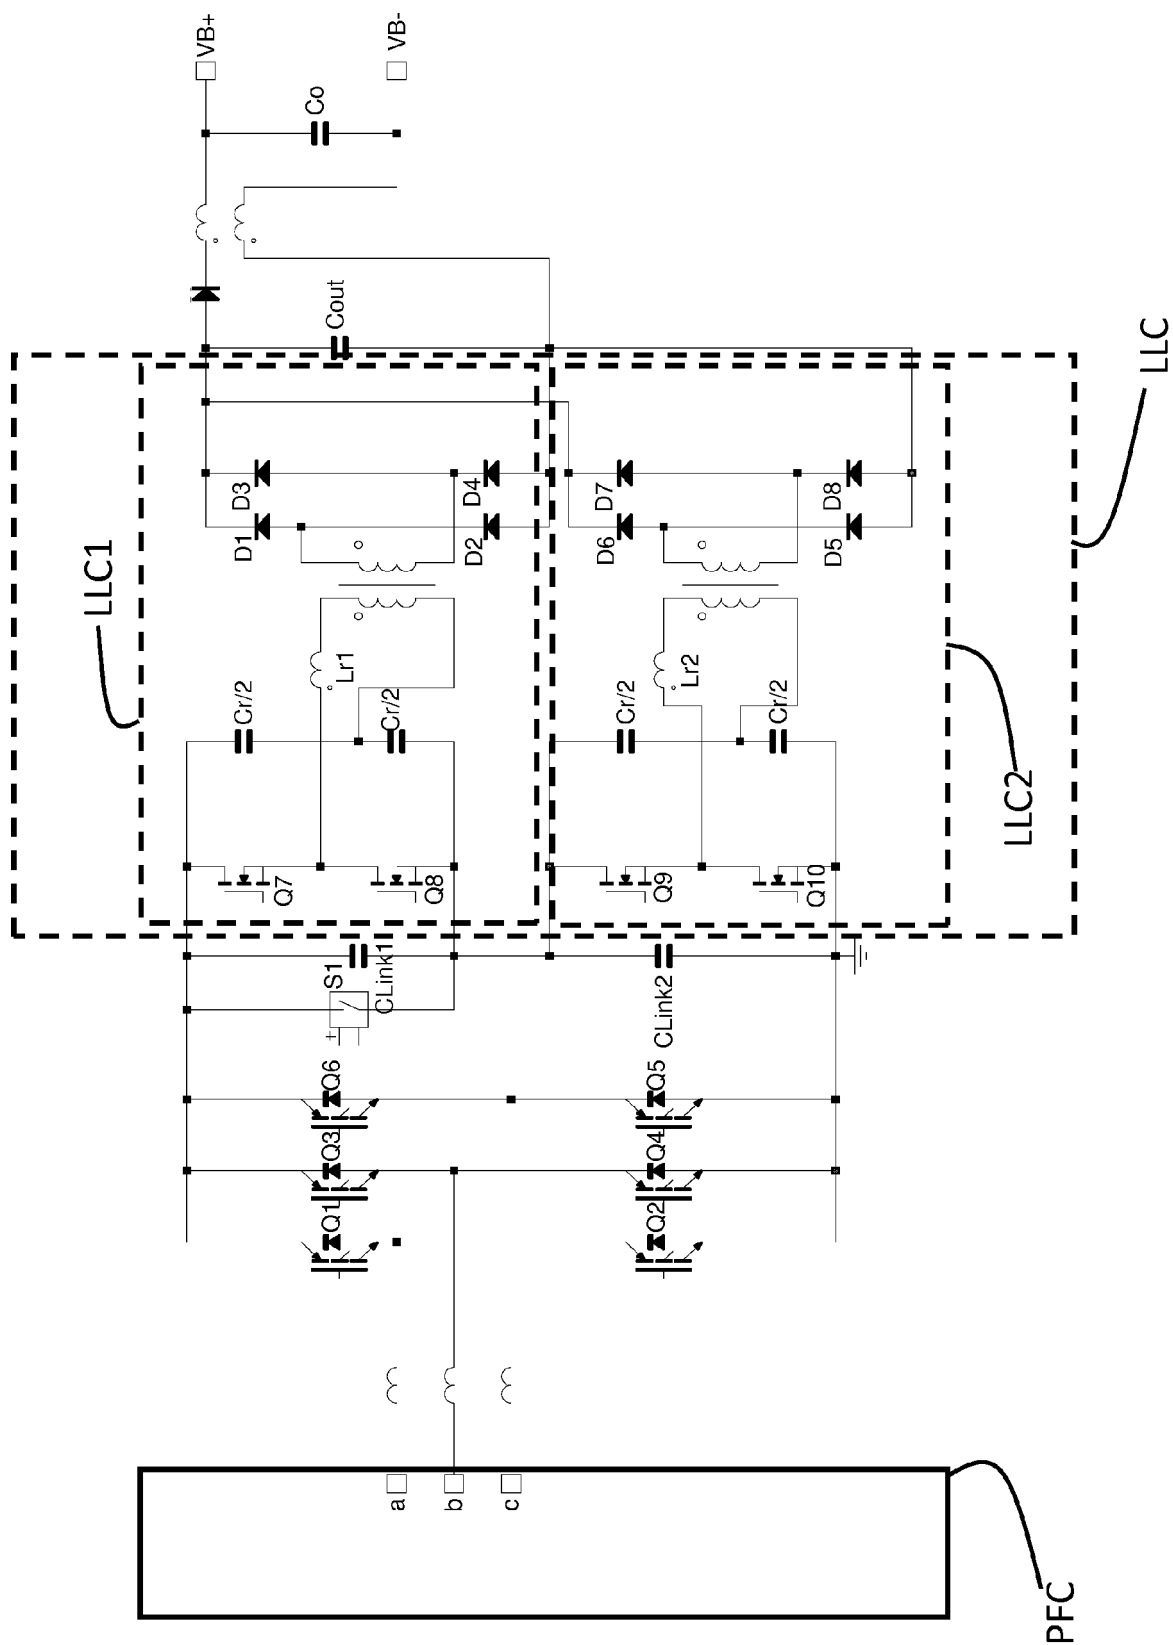 VB+
VB-
Co
Cout
LLC
D3
D4
D7
D8
D1
D2
D6
D5
LLC1
Lr1
Lr2
Cr/2
Cr/2
Cr/2
Cr/2
LLC2
Q7
Q8
Q9
Q10
S1
+
CLink1
CLink2
Q6
Q5
Q3
Q4
Q1
Q2
a
b
c
PFC